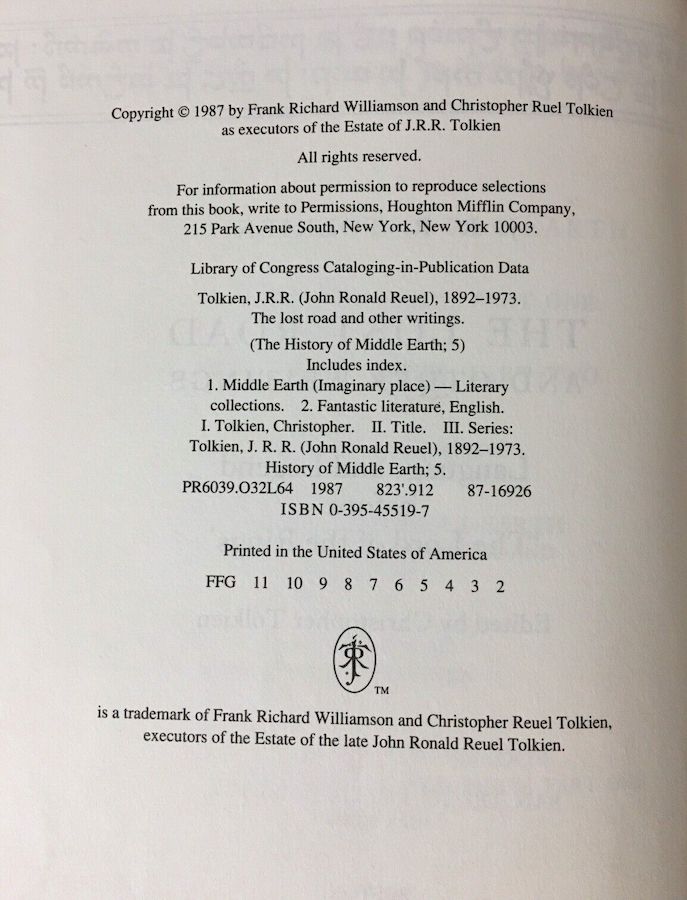 Copyright © 1987 by Frank Richard Williamson and Christopher Ruel Tolkien
as executors of the Estate of J.R.R. Tolkien
All rights reserved.
For information about permission to reproduce selections
from this book, write to Permissions, Houghton Mifflin Company,
215 Park Avenue South, New York, New York 10003.
Library of Congress Cataloging-in-Publication Data
Tolkien, J.R.R. (John Ronald Reuel), 1892–1973.
The lost road and other writings.
(The History of Middle Earth; 5)
Includes index.
1. Middle Earth (Imaginary place) — Literary
collections. 2. Fantastic literature, English.
I. Tolkien, Christopher. II. Title. III. Series:
Tolkien, J. R. R. (John Ronald Reuel), 1892–1973.
History of Middle Earth; 5.
PR6039.O32L64 1987 823'.912 87-16926
ISBN 0-395-45519-7
Printed in the United States of America
FFG 11 10 9 8 7 6 5 4 3 2
TM
is a trademark of Frank Richard Williamson and Christopher Reuel Tolkien,
executors of the Estate of the late John Ronald Reuel Tolkien.